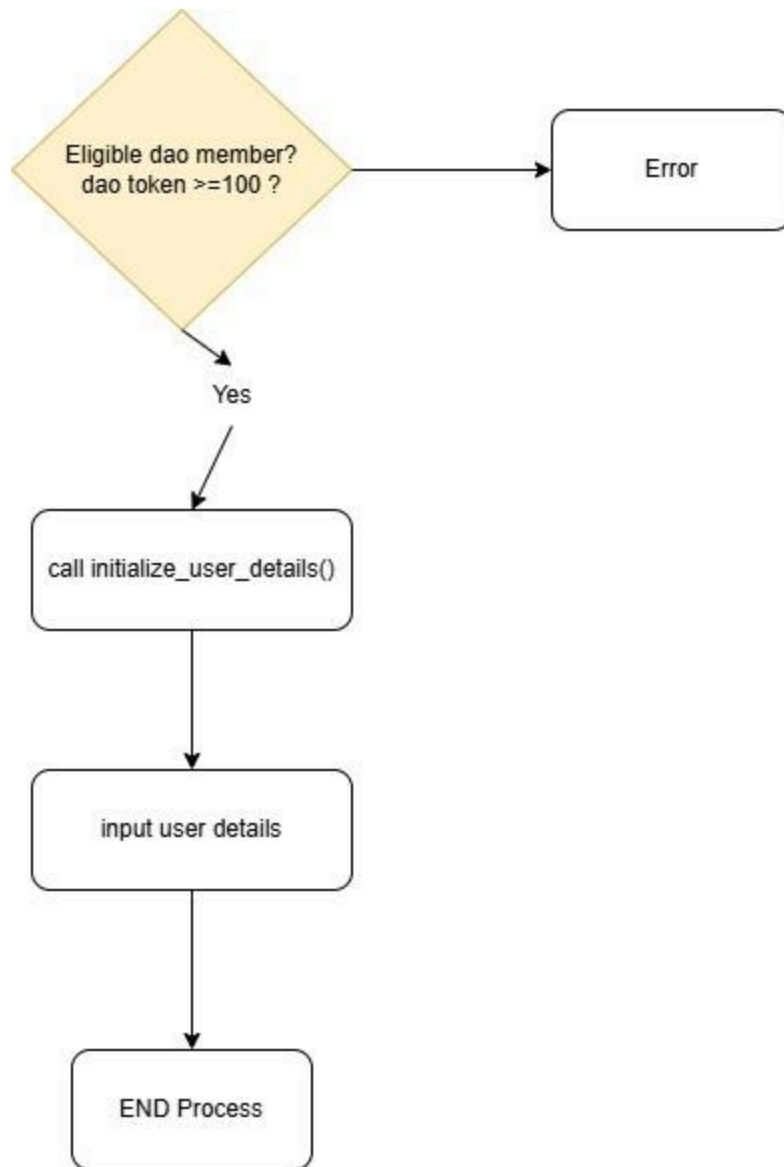 Eligible dao member?
dao token >=100 ?
Error
Yes
call initialize_user_details()
input user details
END Process